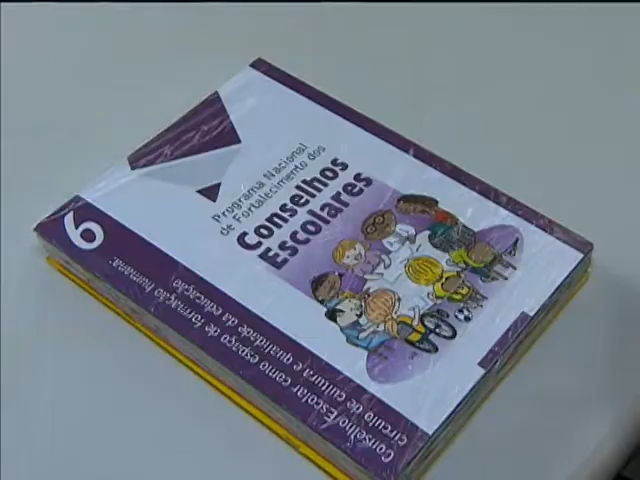 Programa Nacional
de Fortalecimento dos
Conselhos
Escolares
6
Conselho Escolar como espaço de formação humana:
círculo de cultura e qualidade da educação